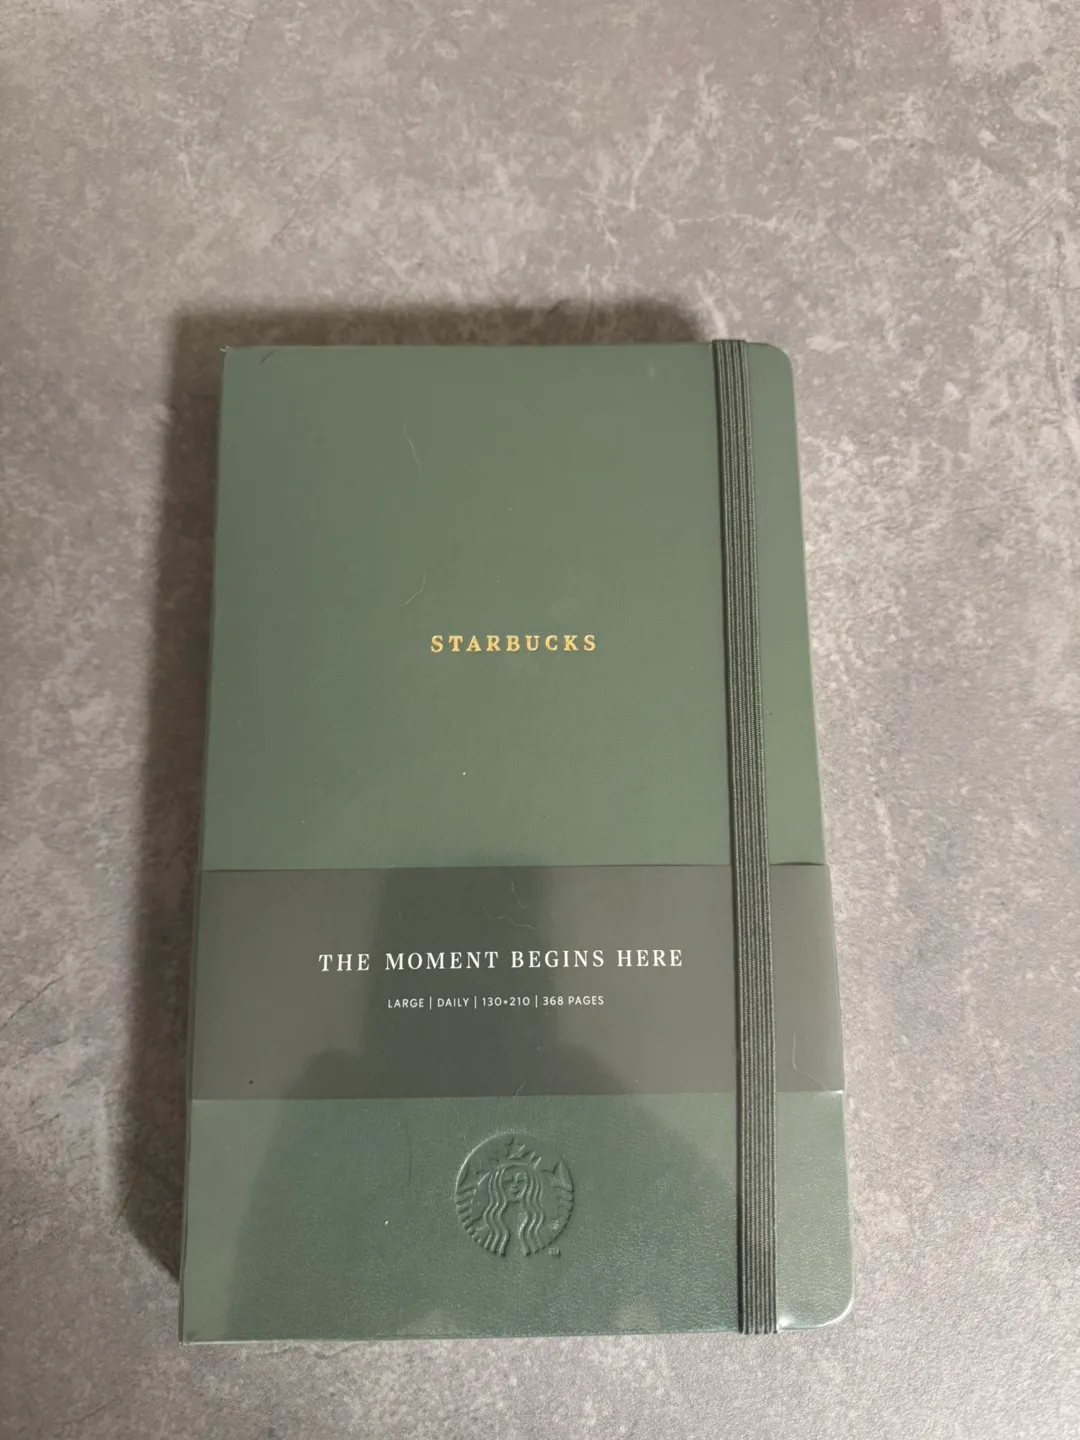 STARBUCKS
THE MOMENT BEGINS HERE
LARGE | DAILY | 130*210 | 368 PAGES